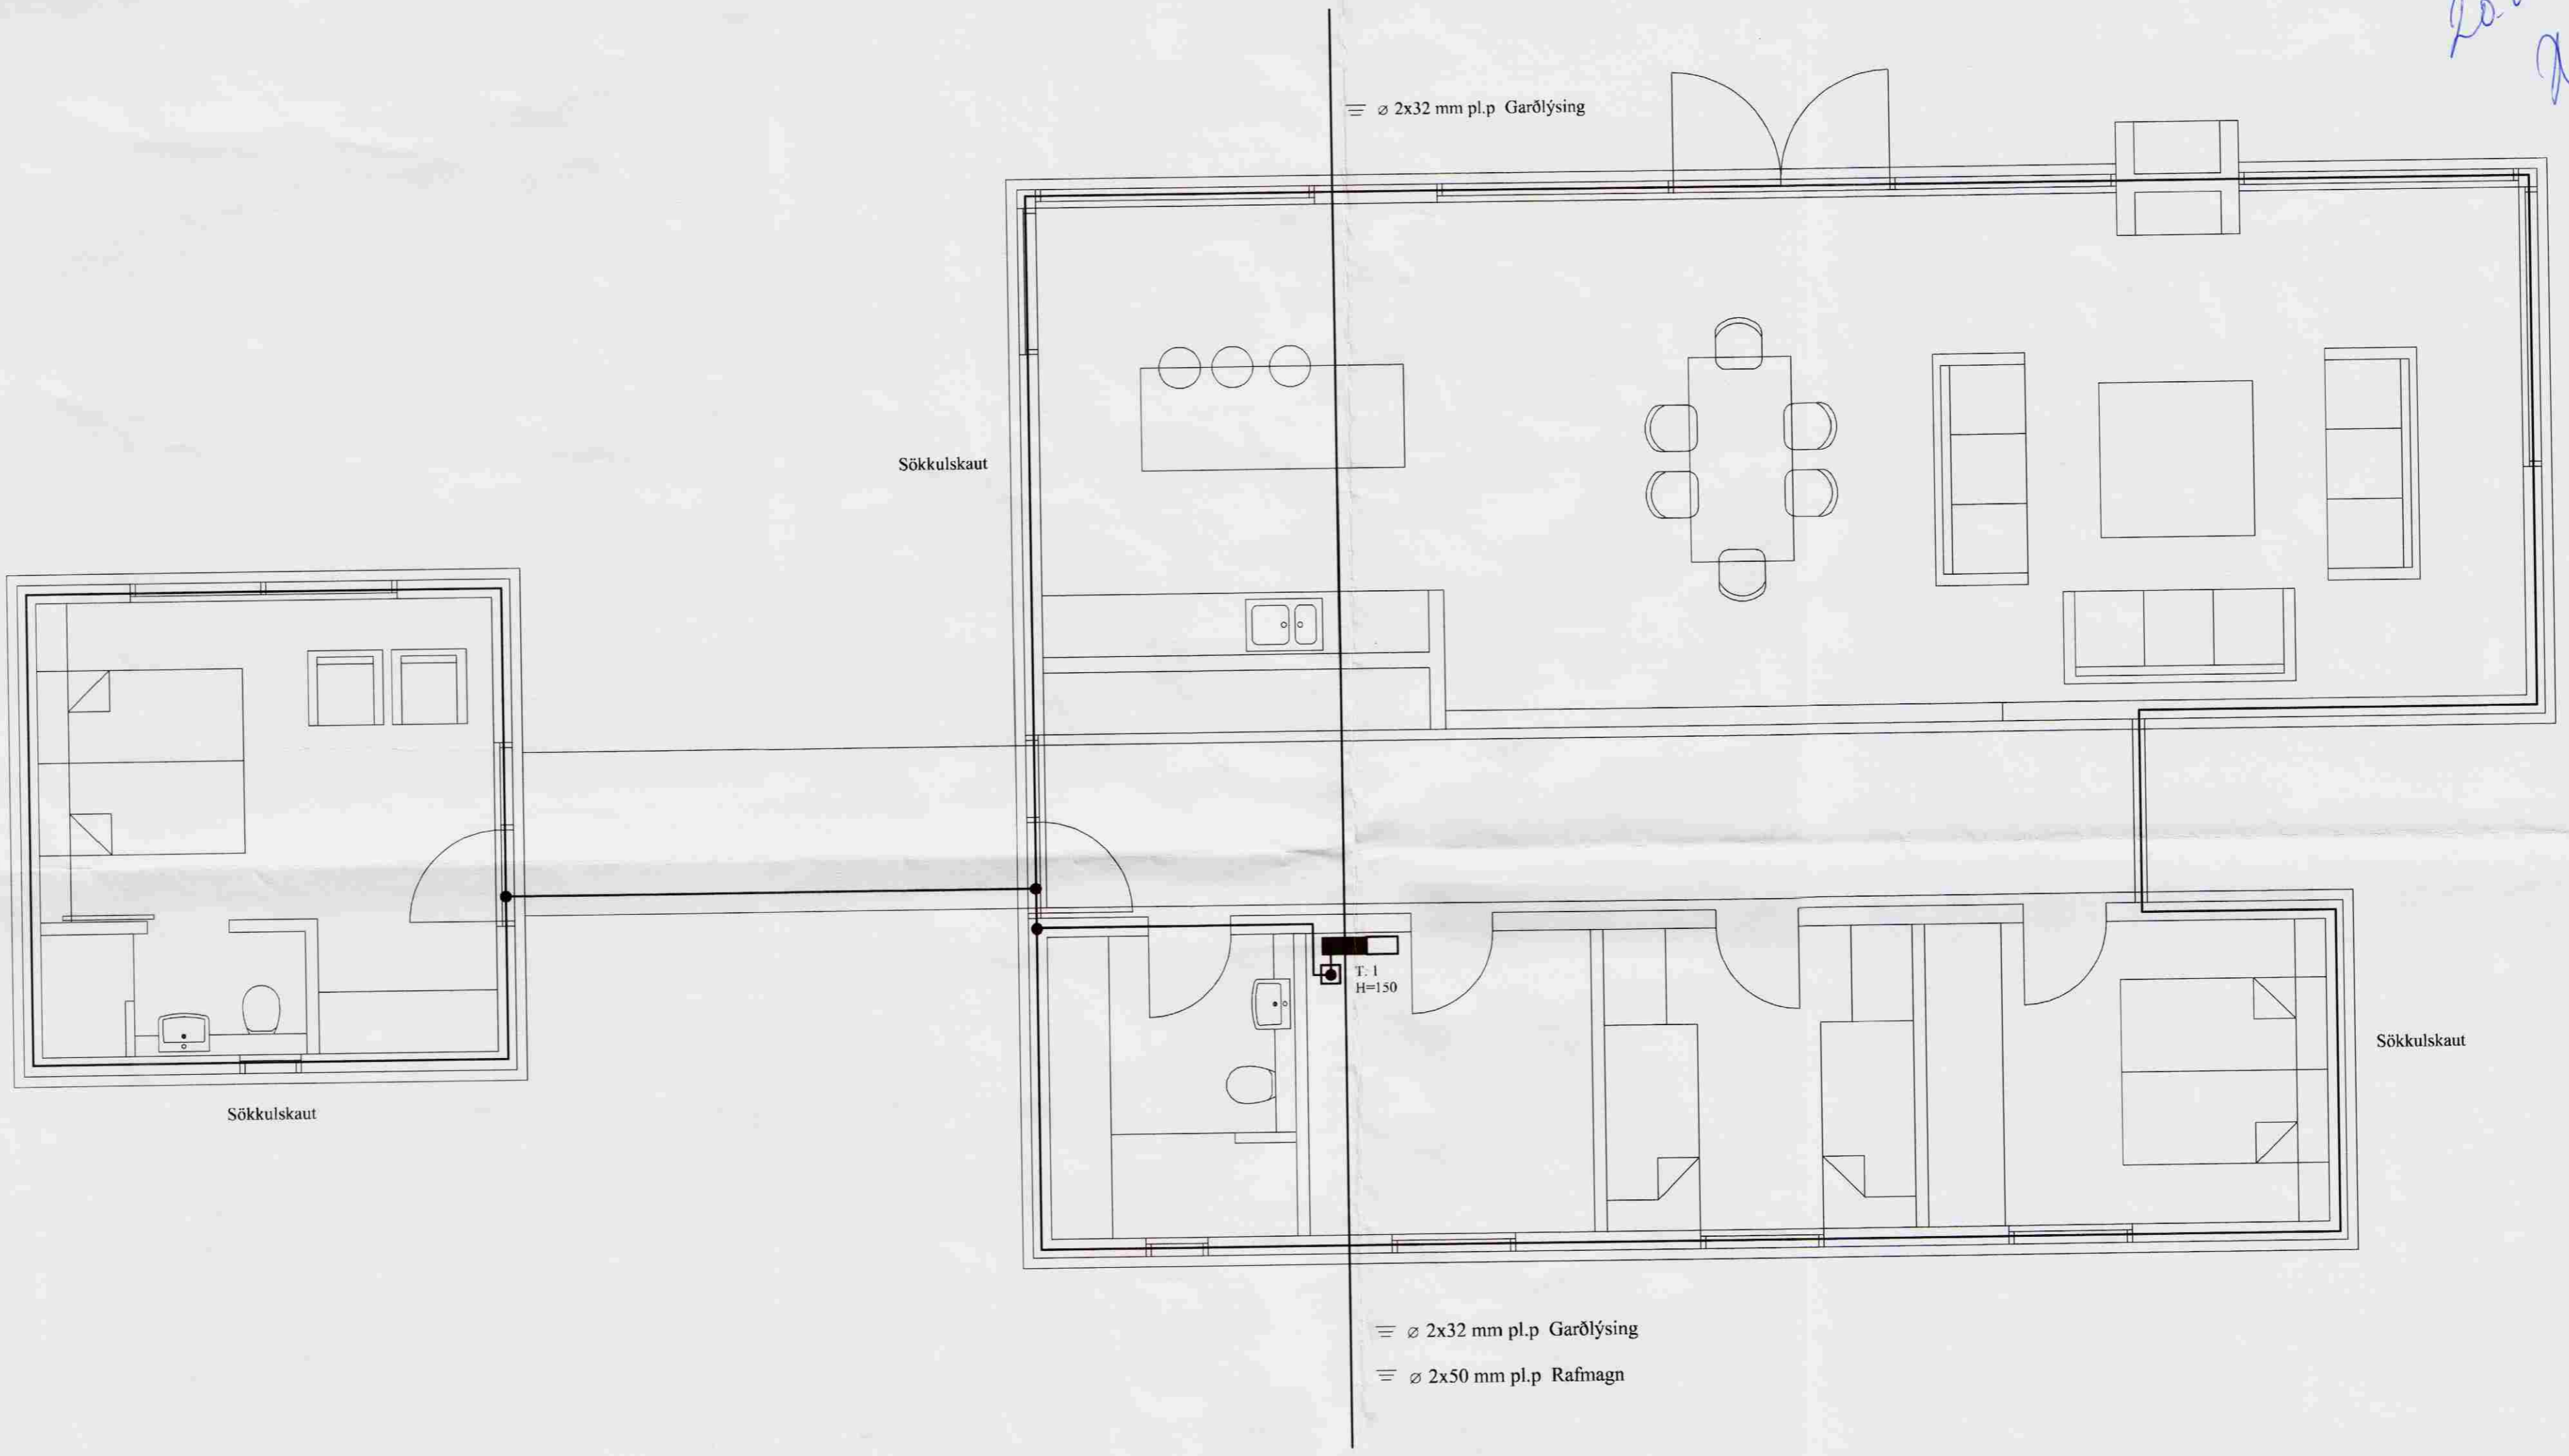 ⌀ 2x32 mm pl.p Garðlýsing
Sökkulskaut
T: 1
H=150
Sökkulskaut
Sökkulskaut
⌀ 2x32 mm pl.p Garðlýsing
⌀ 2x50 mm pl.p Rafmagn